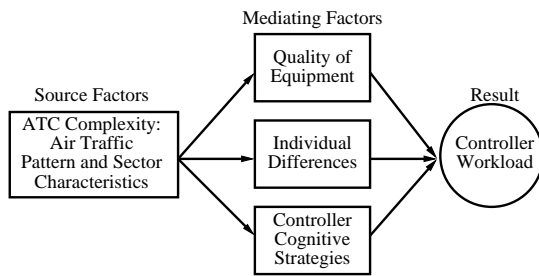 Mediating Factors
Quality of
Equipment
Source Factors
ATC Complexity:
Air Traffic
Pattern and Sector
Characteristics
Individual
Differences
Controller
Cognitive
Strategies
Result
Controller
Workload